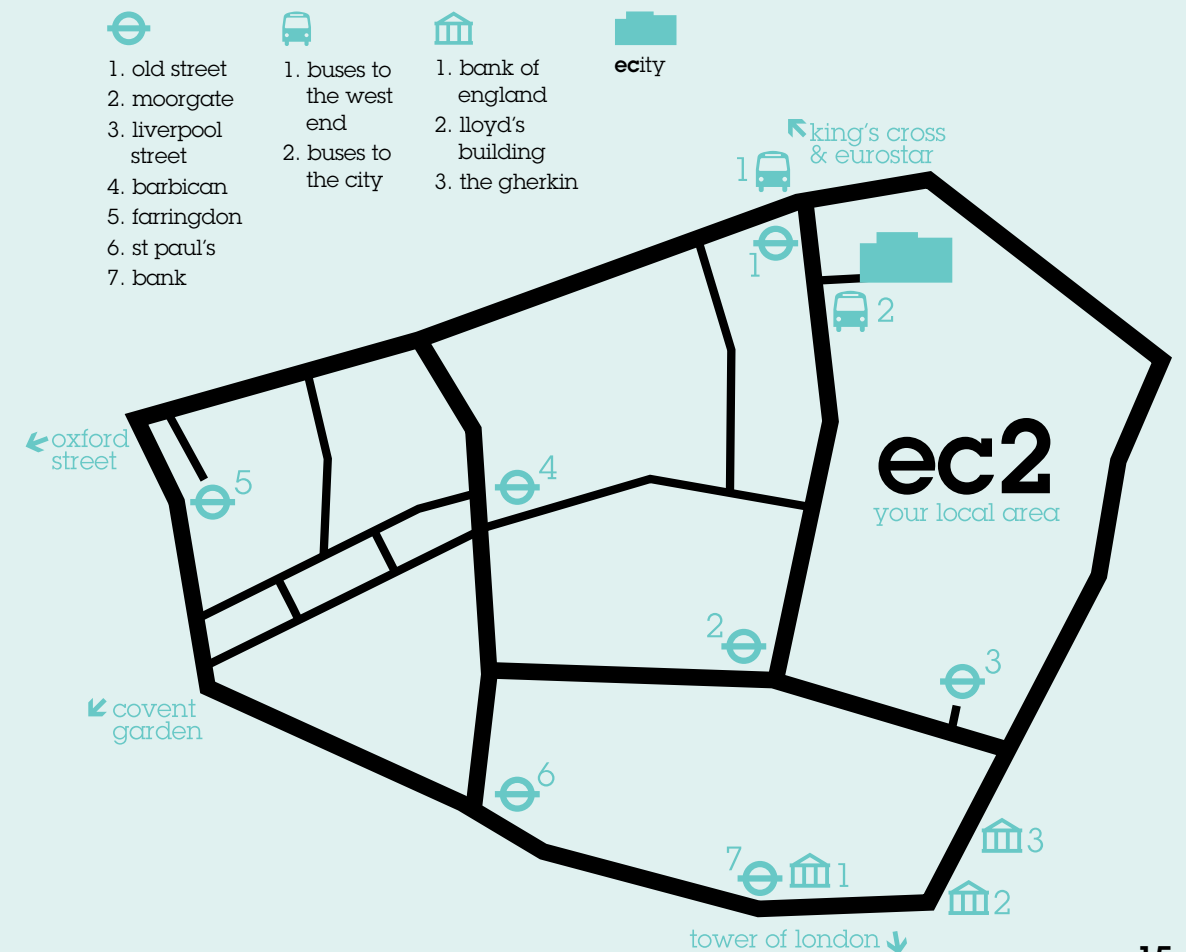 1. old street
2. moorgate
3. liverpool
street
4. barbican
5. farringdon
6. st paul's
7. bank
1. buses to
the west
end
2. buses to
the city
1. bank of
england
2. lloyd's
building
3. the gherkin
ecity
king's cross
& eurostar
1
1
2
oxford
street
5
4
ec2
your local area
2
3
covent
garden
6
3
7
1
2
tower of london